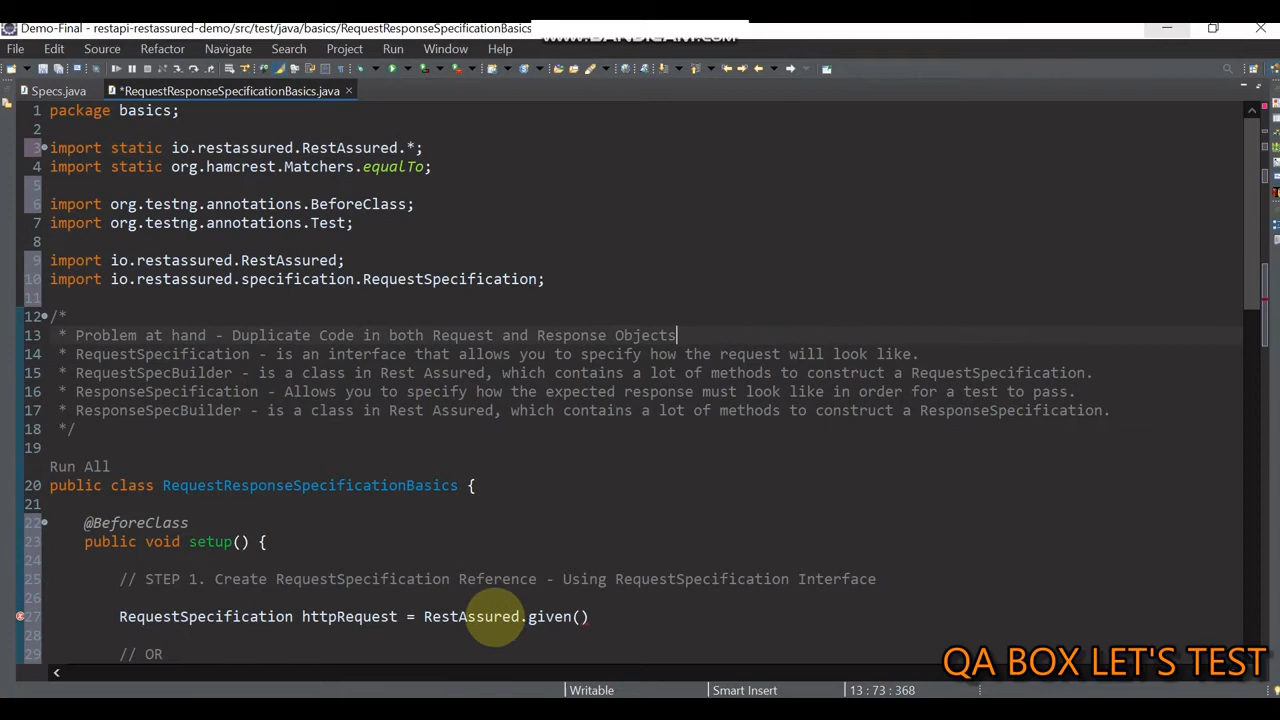 Demo-Final - restapi-restassured-demo/src/test/java/basics/RequestResponseSpecificationBasics
www.BANDICAM.com
File Edit Source Refactor Navigate Search Project Run Window Help
Specs.java *RequestResponseSpecificationBasics.java
1 package basics;
2
3 import static io.restassured.RestAssured.*;
4 import static org.hamcrest.Matchers.equalTo;
5
6 import org.testng.annotations.BeforeClass;
7 import org.testng.annotations.Test;
8
9 import io.restassured.RestAssured;
10 import io.restassured.specification.RequestSpecification;
11
12 /*
13 * Problem at hand - Duplicate Code in both Request and Response Objects
14 * RequestSpecification - is an interface that allows you to specify how the request will look like.
15 * RequestSpecBuilder - is a class in Rest Assured, which contains a lot of methods to construct a RequestSpecification.
16 * ResponseSpecification - Allows you to specify how the expected response must look like in order for a test to pass.
17 * ResponseSpecBuilder - is a class in Rest Assured, which contains a lot of methods to construct a ResponseSpecification.
18 */
19
Run All
20 public class RequestResponseSpecificationBasics {
21
22 @BeforeClass
23 public void setup() {
24
25 // STEP 1. Create RequestSpecification Reference - Using RequestSpecification Interface
26
27 RequestSpecification httpRequest = RestAssured.given()
28
29 // OR
QA BOX LET'S TEST
Writable Smart Insert 13 : 73 : 368